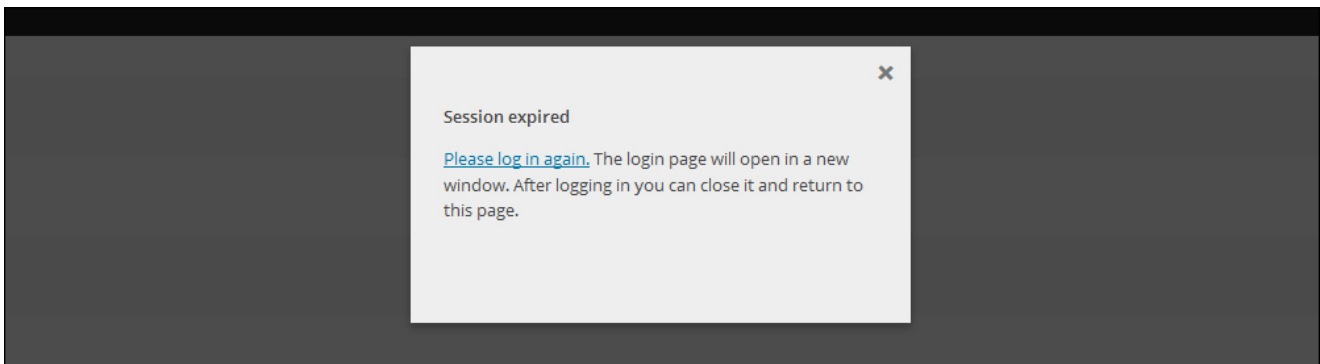 Session expired
Please log in again. The login page will open in a new
window. After logging in you can close it and return to
this page.